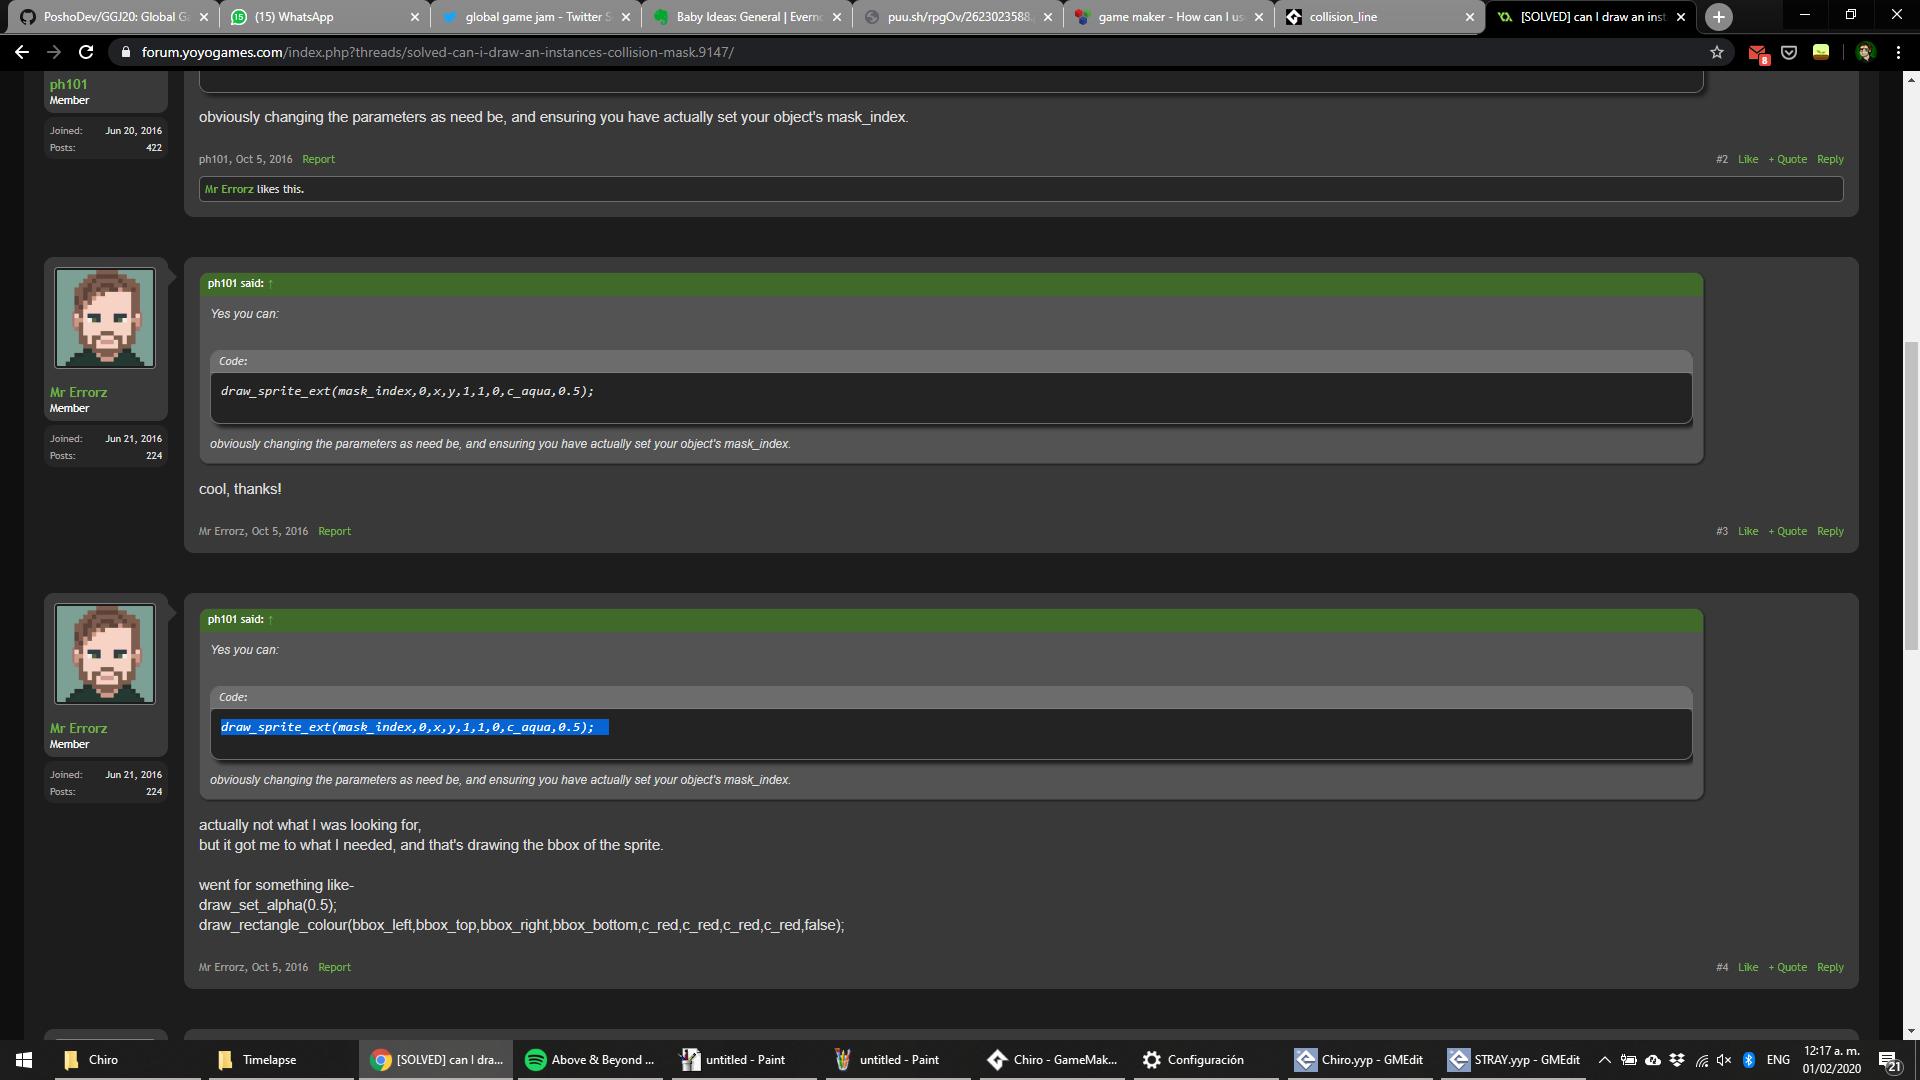 PoshoDev/GGJ20: Global Ga
(15) WhatsApp
global game jam - Twitter S
Baby Ideas: General | Evern
puu.sh/rpgOv/2623023588.
game maker - How can I us
collision_line
[SOLVED] can I draw an inst
forum.yoyogames.com/index.php?threads/solved-can-i-draw-an-instances-collision-mask.9147/
8
ph101
Member
Joined: Jun 20, 2016
Posts: 422
obviously changing the parameters as need be, and ensuring you have actually set your object's mask_index.
ph101, Oct 5, 2016 Report
#2 Like + Quote Reply
Mr Errorz likes this.
Mr Errorz
Member
Joined: Jun 21, 2016
Posts: 224
ph101 said: ↑
Yes you can:
Code:
draw_sprite_ext(mask_index,0,x,y,1,1,0,c_aqua,0.5);
obviously changing the parameters as need be, and ensuring you have actually set your object's mask_index.
cool, thanks!
Mr Errorz, Oct 5, 2016 Report
#3 Like + Quote Reply
Mr Errorz
Member
Joined: Jun 21, 2016
Posts: 224
ph101 said: ↑
Yes you can:
Code:
draw_sprite_ext(mask_index,0,x,y,1,1,0,c_aqua,0.5);
obviously changing the parameters as need be, and ensuring you have actually set your object's mask_index.
actually not what I was looking for,
but it got me to what I needed, and that's drawing the bbox of the sprite.
went for something like-
draw_set_alpha(0.5);
draw_rectangle_colour(bbox_left,bbox_top,bbox_right,bbox_bottom,c_red,c_red,c_red,c_red,false);
Mr Errorz, Oct 5, 2016 Report
#4 Like + Quote Reply
Chiro
Timelapse
[SOLVED] can I dra...
Above & Beyond ...
untitled - Paint
untitled - Paint
Chiro - GameMak...
Configuración
Chiro.yyp - GMEdit
STRAY.yyp - GMEdit
ENG
12:17 a. m.
01/02/2020
21